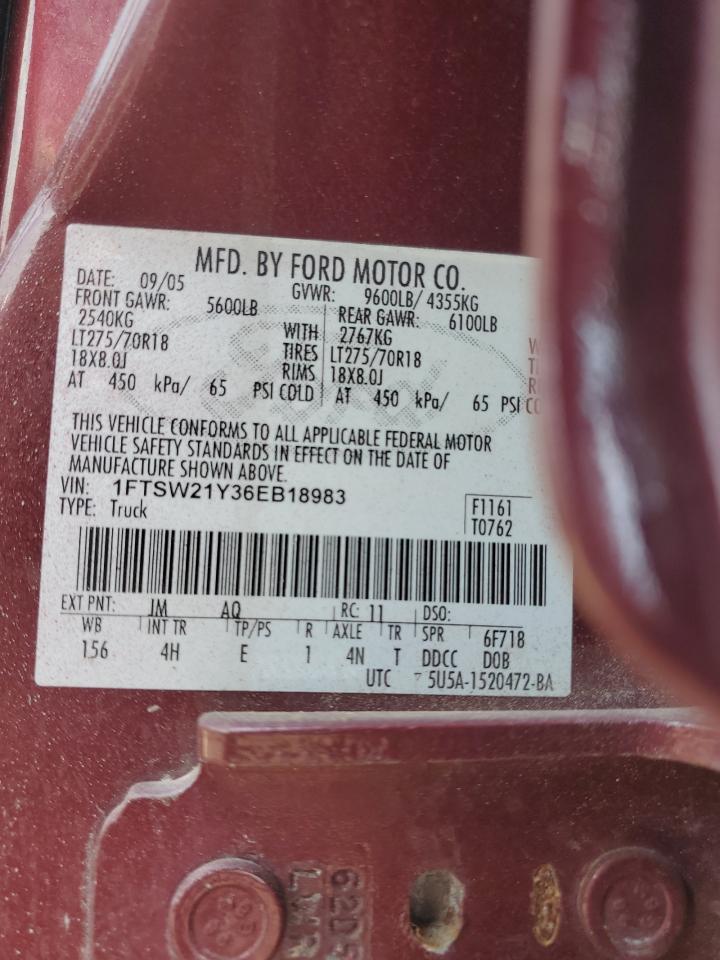 MFD. BY FORD MOTOR CO.
DATE: 09/05 GVWR: 9600LB/ 4355KG
FRONT GAWR: 5600LB REAR GAWR: 6100LB
2540KG WITH 2767KG
LT275/70R18 TIRES LT275/70R18
18X8.0J RIMS 18X8.0J
AT 450 kPa/ 65 PSI COLD AT 450 kPa/ 65 PSI
THIS VEHICLE CONFORMS TO ALL APPLICABLE FEDERAL MOTOR
VEHICLE SAFETY STANDARDS IN EFFECT ON THE DATE OF
MANUFACTURE SHOWN ABOVE.
VIN: 1FTSW21Y36EB18983
TYPE: Truck
F1161
T0762
EXT PNT: JM AQ RC: 11 DSO:
WB INT TR TP/PS R AXLE TR SPR 6F718
156 4H E 1 4N T DDCC D0B
UTC 5U5A-1520472-BA
Ford